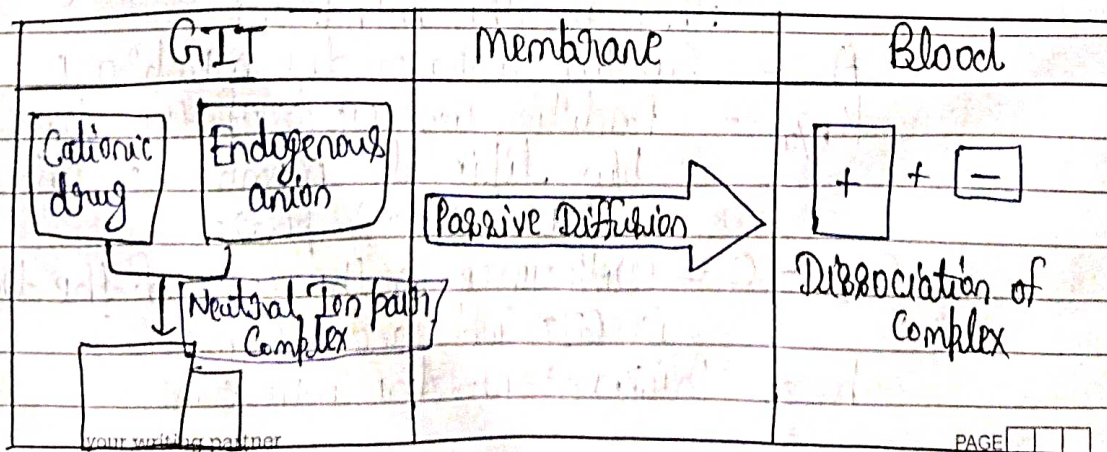 GIT
Membrane
Blood
Cationic
drug
Endogenous
anion
Neutral Ion pair
Complex
Passive Diffusion
+ + −
Dissociation of
Complex
your writing partner
PAGE